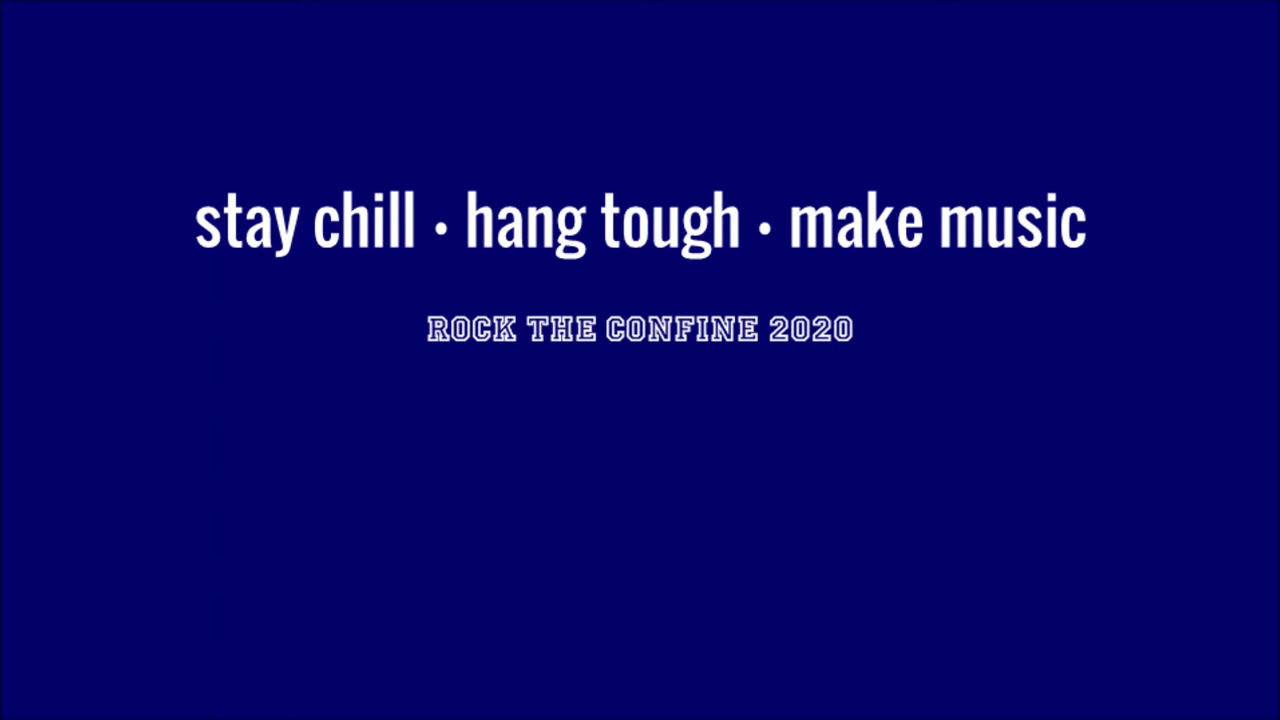 stay chill • hang tough • make music
ROCK THE CONFINE 2020